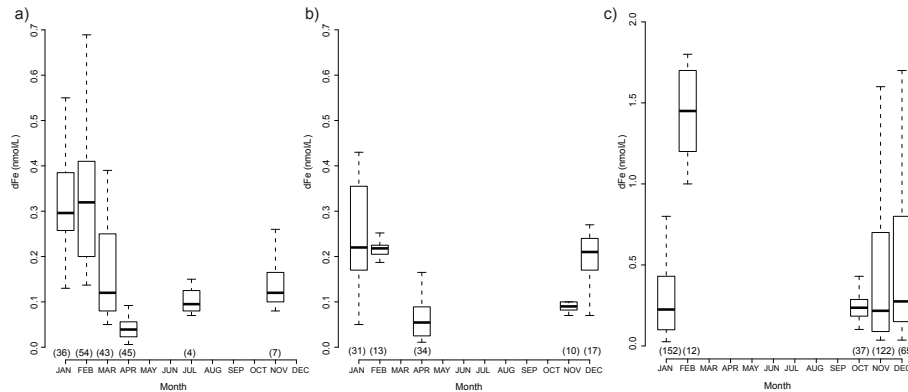 a)
0.7
0.6
0.5
0.4
0.3
0.2
0.1
0.0
dFe (nmol/L)
(36) (54) (43) (45) (4) (7)
JAN FEB MAR APR MAY JUN JUL AUG SEP OCT NOV DEC
Month
b)
0.7
0.6
0.5
0.4
0.3
0.2
0.1
0.0
dFe (nmol/L)
(31) (13) (34) (10) (17)
JAN FEB MAR APR MAY JUN JUL AUG SEP OCT NOV DEC
Month
c)
2.0
1.5
1.0
0.5
0.0
dFe (nmol/L)
(152) (12) (37) (122) (65
JAN FEB MAR APR MAY JUN JUL AUG SEP OCT NOV DEC
Month